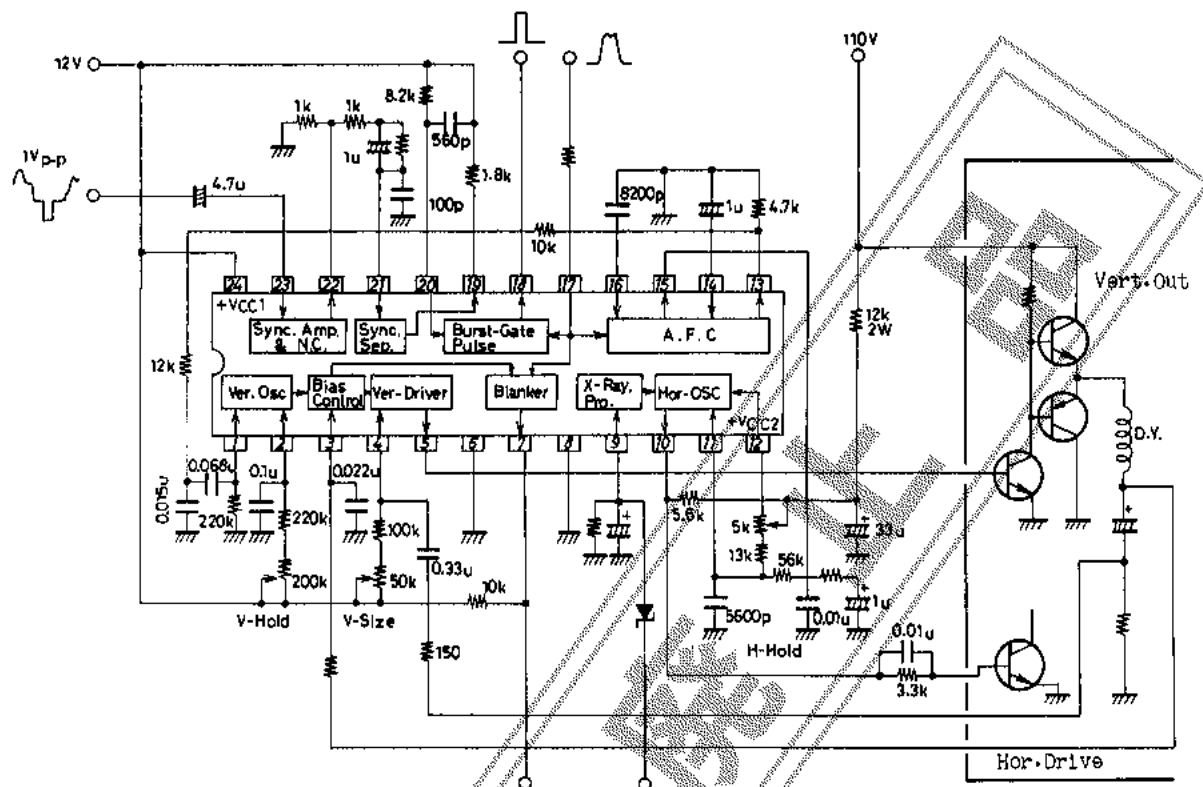 12V
1Vp-p
4.7u
1k
1k
1u
100p
8.2k
560p
1.8k
10k
8200p
1u
4.7k
110V
12k
2W
Vert.Out
24
23
22
21
20
19
18
17
16
15
14
13
+VCC1
Sync. Amp.
& N.C.
Sync.
Sep.
Burst-Gate
Pulse
A.F.C
12k
Ver. Osc
Bias
Control
Ver-Driver
Blanker
X-Ray.
Pro.
Hor-OSC
+VCC2
1
2
3
4
5
6
7
8
9
10
11
12
D.Y.
0.015u
0.068u
220k
0.1u
220k
200k
V-Hold
0.022u
100k
50k
V-Size
0.33u
10k
150
5.6k
5k
13k
56k
33u
1u
5600p
0.01u
H-Hold
0.01u
3.3k
Hor.Drive